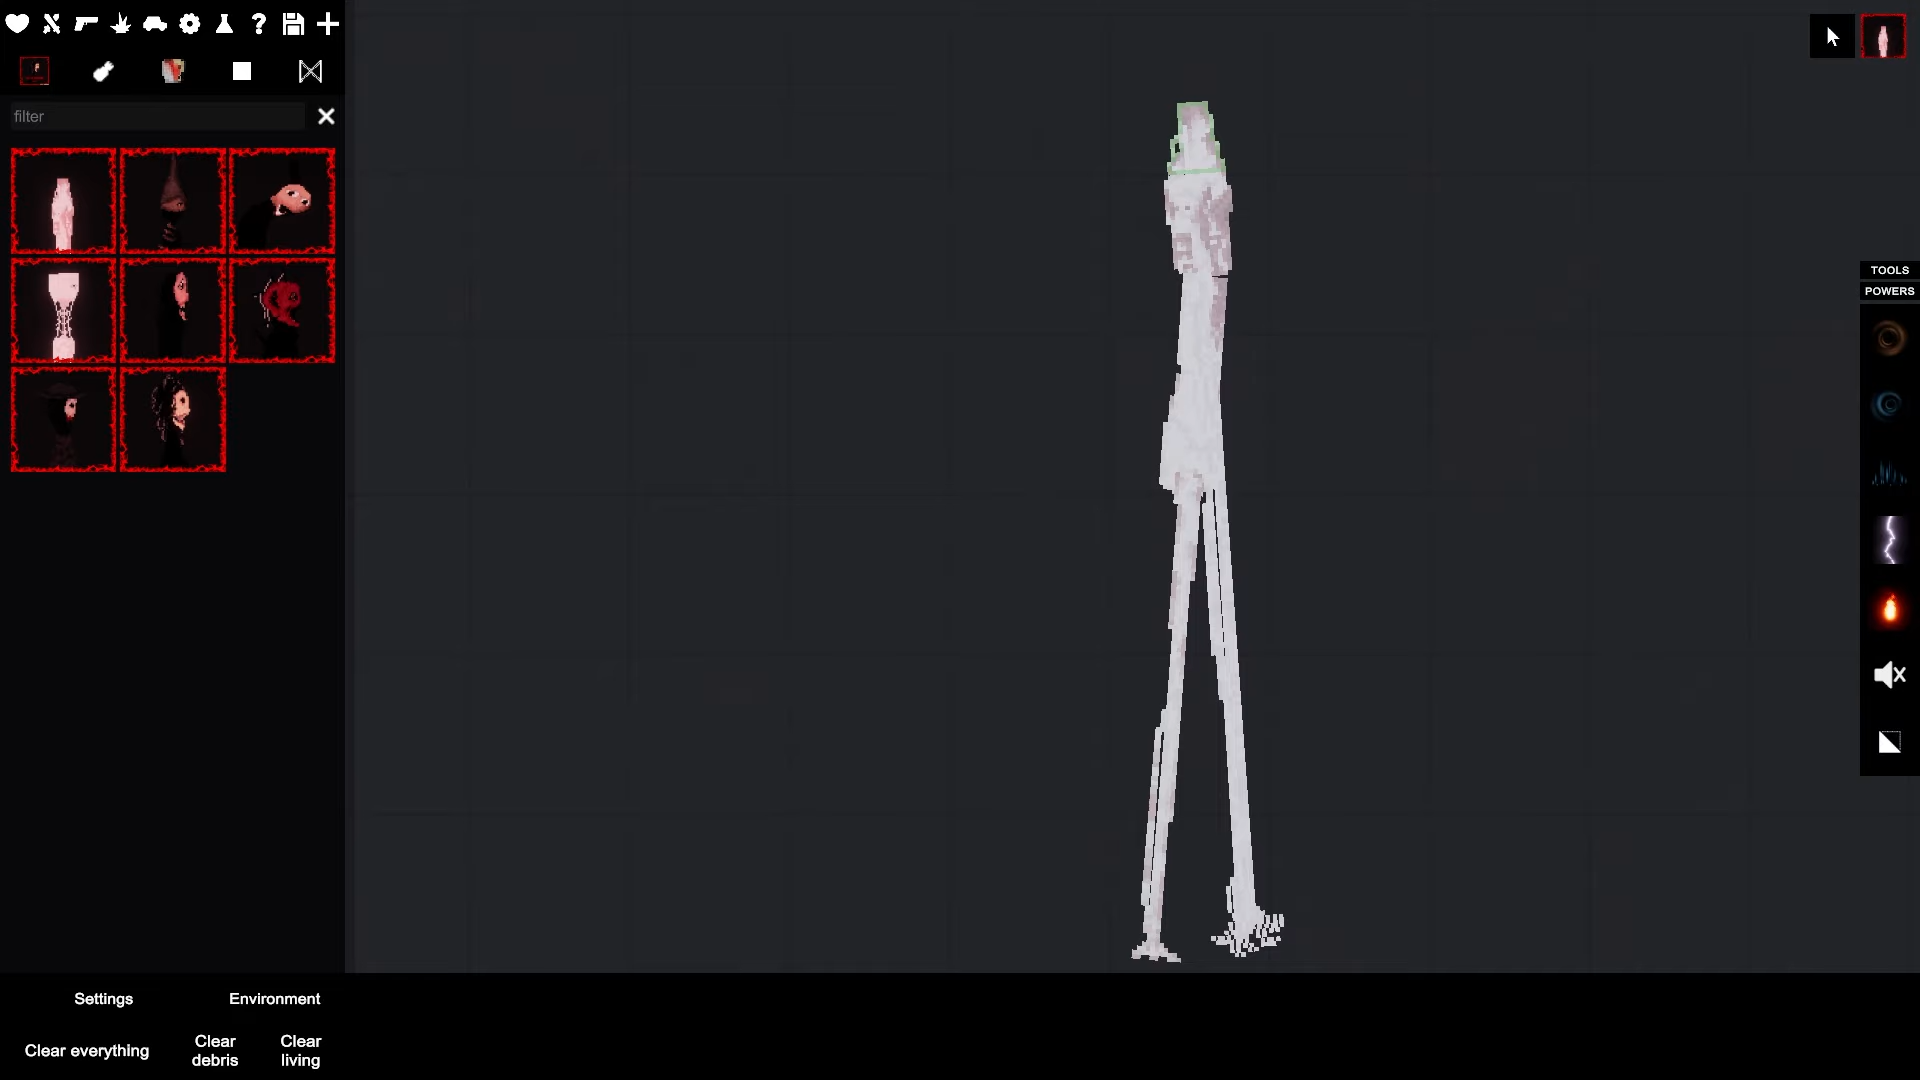 filter
TOOLS
POWERS
Settings
Environment
Clear everything
Clear
debris
Clear
living